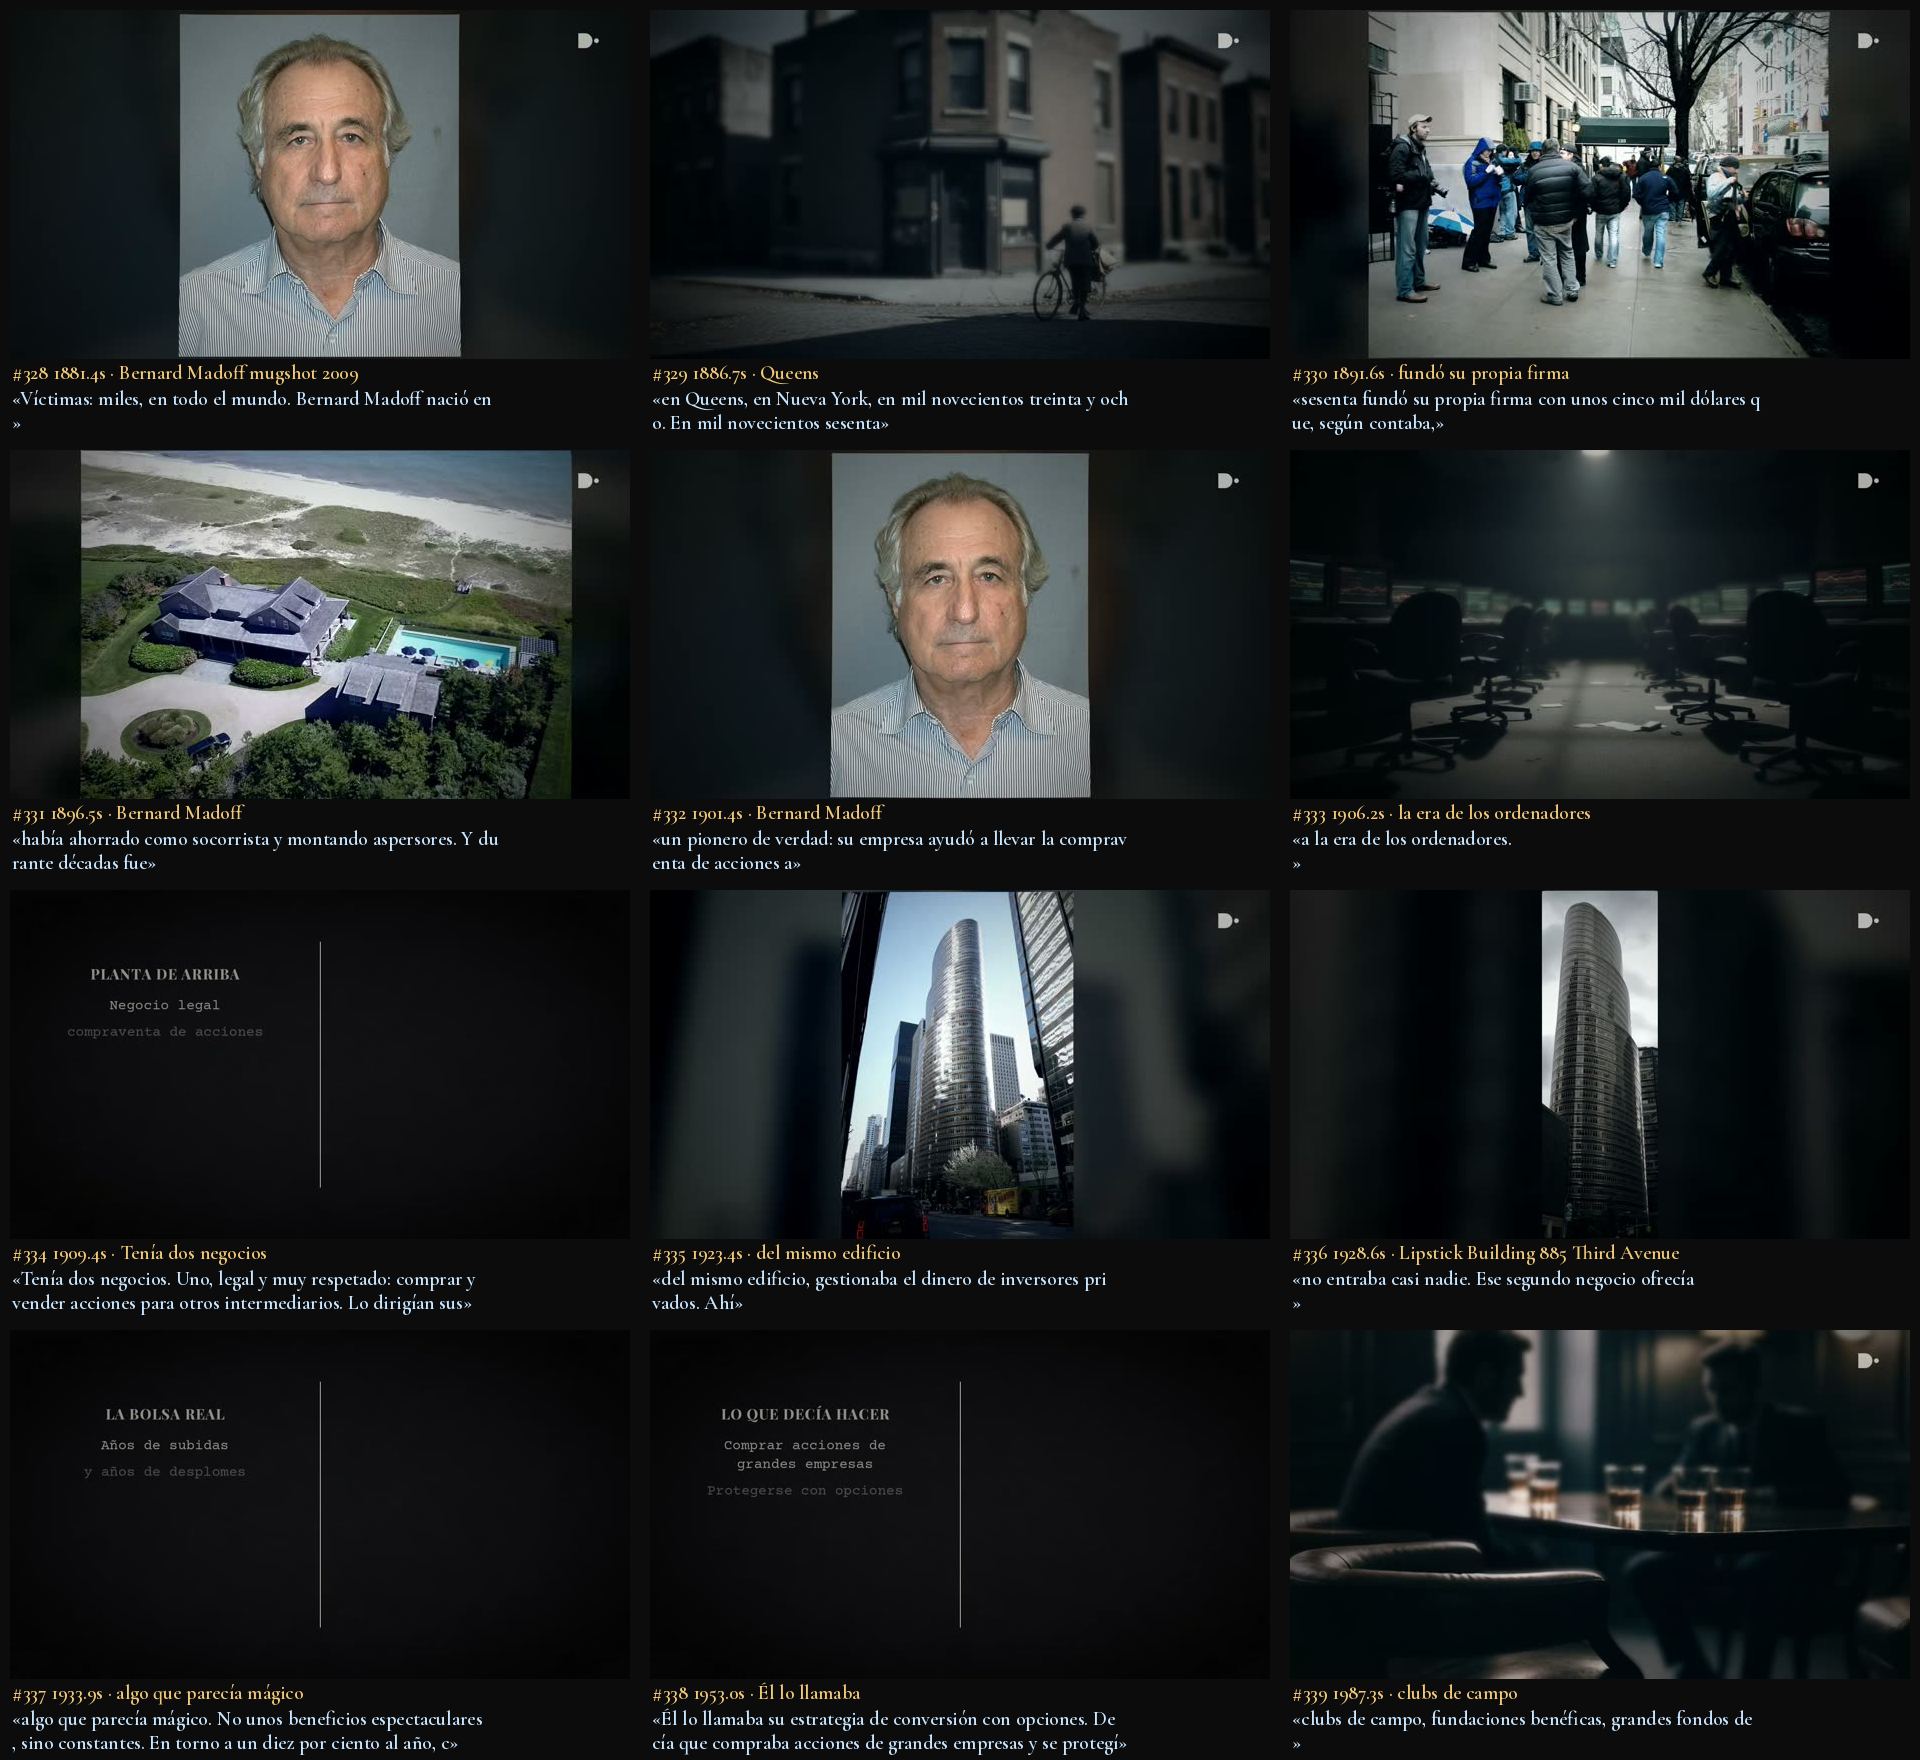 #328 1881.4s · Bernard Madoff mugshot 2009
«Víctimas: miles, en todo el mundo. Bernard Madoff nació en
»
#329 1886.7s · Queens
«en Queens, en Nueva York, en mil novecientos treinta y och
o. En mil novecientos sesenta»
#330 1891.6s · fundó su propia firma
«sesenta fundó su propia firma con unos cinco mil dólares q
ue, según contaba,»
#331 1896.5s · Bernard Madoff
«había ahorrado como socorrista y montando aspersores. Y du
rante décadas fue»
#332 1901.4s · Bernard Madoff
«un pionero de verdad: su empresa ayudó a llevar la comprav
enta de acciones a»
#333 1906.2s · la era de los ordenadores
«a la era de los ordenadores.
»
PLANTA DE ARRIBA
Negocio legal
compraventa de acciones
#334 1909.4s · Tenía dos negocios
«Tenía dos negocios. Uno, legal y muy respetado: comprar y
vender acciones para otros intermediarios. Lo dirigían sus»
#335 1923.4s · del mismo edificio
«del mismo edificio, gestionaba el dinero de inversores pri
vados. Ahí»
#336 1928.6s · Lipstick Building 885 Third Avenue
«no entraba casi nadie. Ese segundo negocio ofrecía
»
LA BOLSA REAL
Años de subidas
y años de desplomes
#337 1933.9s · algo que parecía mágico
«algo que parecía mágico. No unos beneficios espectaculares
, sino constantes. En torno a un diez por ciento al año, c»
LO QUE DECÍA HACER
Comprar acciones de
grandes empresas
Protegerse con opciones
#338 1953.0s · Él lo llamaba
«Él lo llamaba su estrategia de conversión con opciones. De
cía que compraba acciones de grandes empresas y se protegí»
#339 1987.3s · clubs de campo
«clubs de campo, fundaciones benéficas, grandes fondos de
»